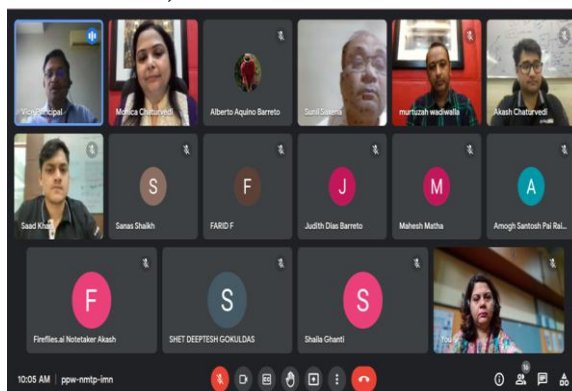 Vice Principal
Monica Chaturvedi
Alberto Aquino Barreto
Sunil Saxena
murtuzah wadiwalla
Akash Chaturvedi
Saad Khan
S
Sanas Shaikh
F
FARID F
J
Judith Dias Barreto
M
Mahesh Matha
A
Amogh Santosh Pai Rai...
F
Fireflies.ai Notetaker Akash
S
SHET DEEPTESH GOKULDAS
S
Shaila Ghanti
You
10:05 AM | ppw-nmtp-imn
16